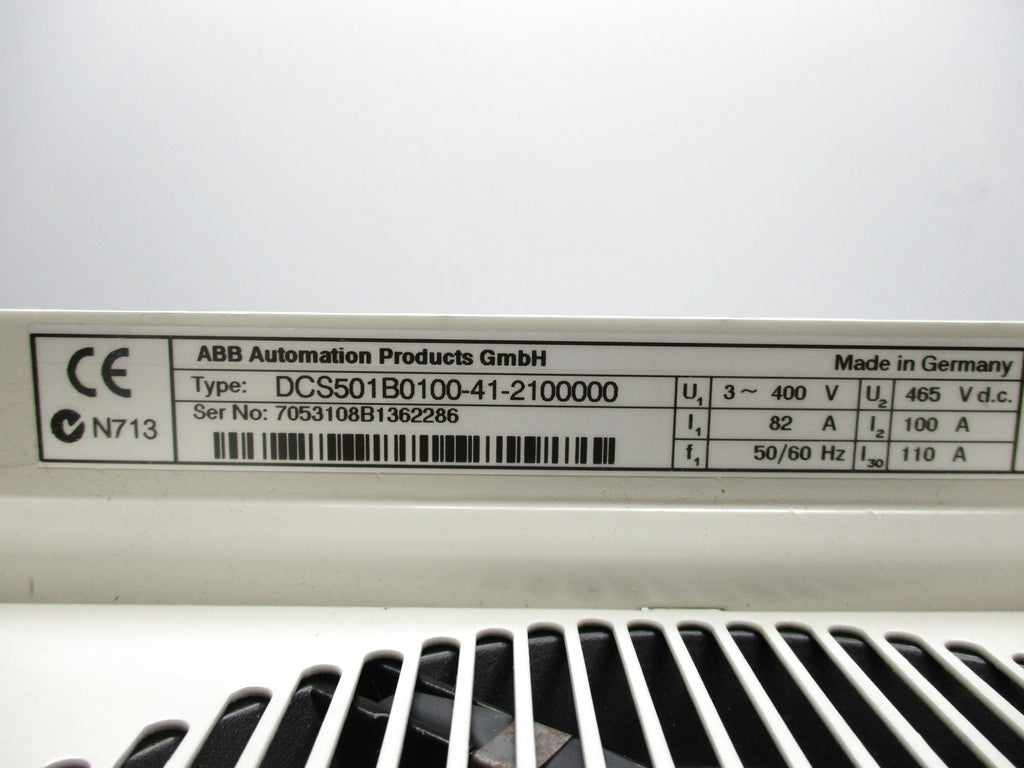 CE
N713
ABB Automation Products GmbH
Made in Germany
Type: DCS501B0100-41-2100000
Ser No: 7053108B1362286
U1 3~ 400 V U2 465 V d.c.
I1 82 A I2 100 A
f1 50/60 Hz I30 110 A